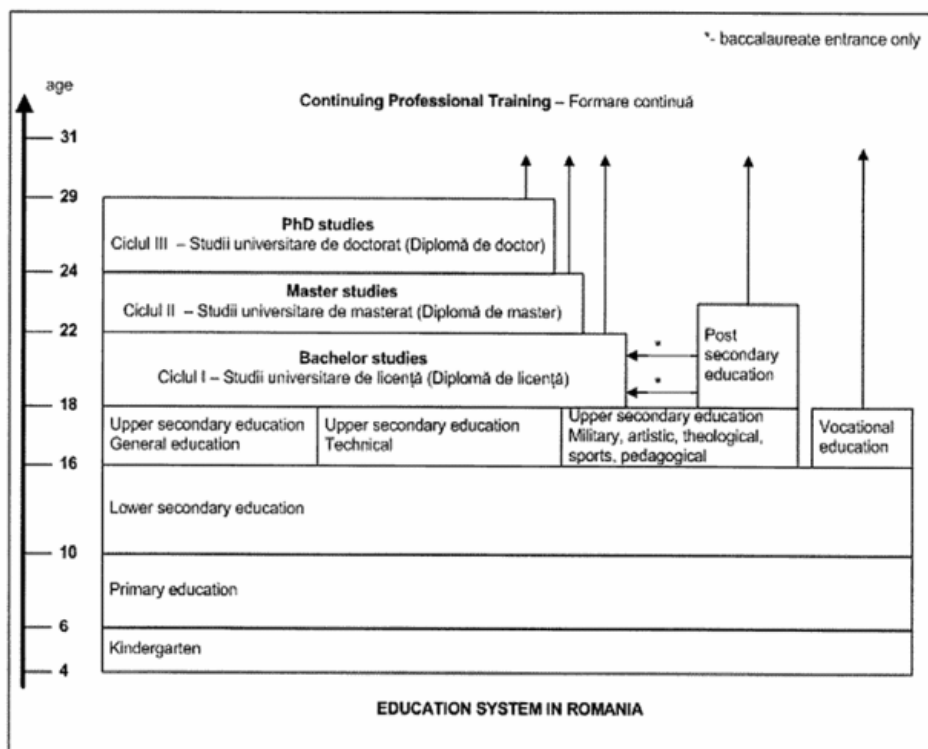 *- baccalaureate entrance only
age
Continuing Professional Training – Formare continuă
31
29
PhD studies
Ciclul III – Studii universitare de doctorat (Diplomă de doctor)
24
Master studies
Ciclul II – Studii universitare de masterat (Diplomă de master)
22
Bachelor studies
Ciclul I – Studii universitare de licență (Diplomă de licență)
*
*
Post
secondary
education
18
Upper secondary education
General education
Upper secondary education
Technical
Upper secondary education
Military, artistic, theological,
sports, pedagogical
Vocational
education
16
Lower secondary education
10
Primary education
6
Kindergarten
4
EDUCATION SYSTEM IN ROMANIA